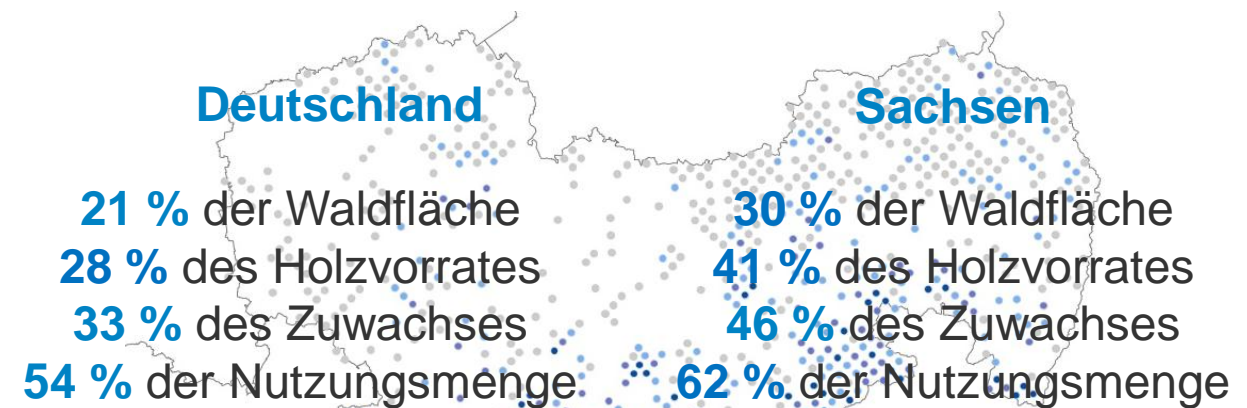 Deutschland
21 % der Waldfläche
28 % des Holzvorrates
33 % des Zuwachses
54 % der Nutzungsmenge
Sachsen
30 % der Waldfläche
41 % des Holzvorrates
46 % des Zuwachses
62 % der Nutzungsmenge